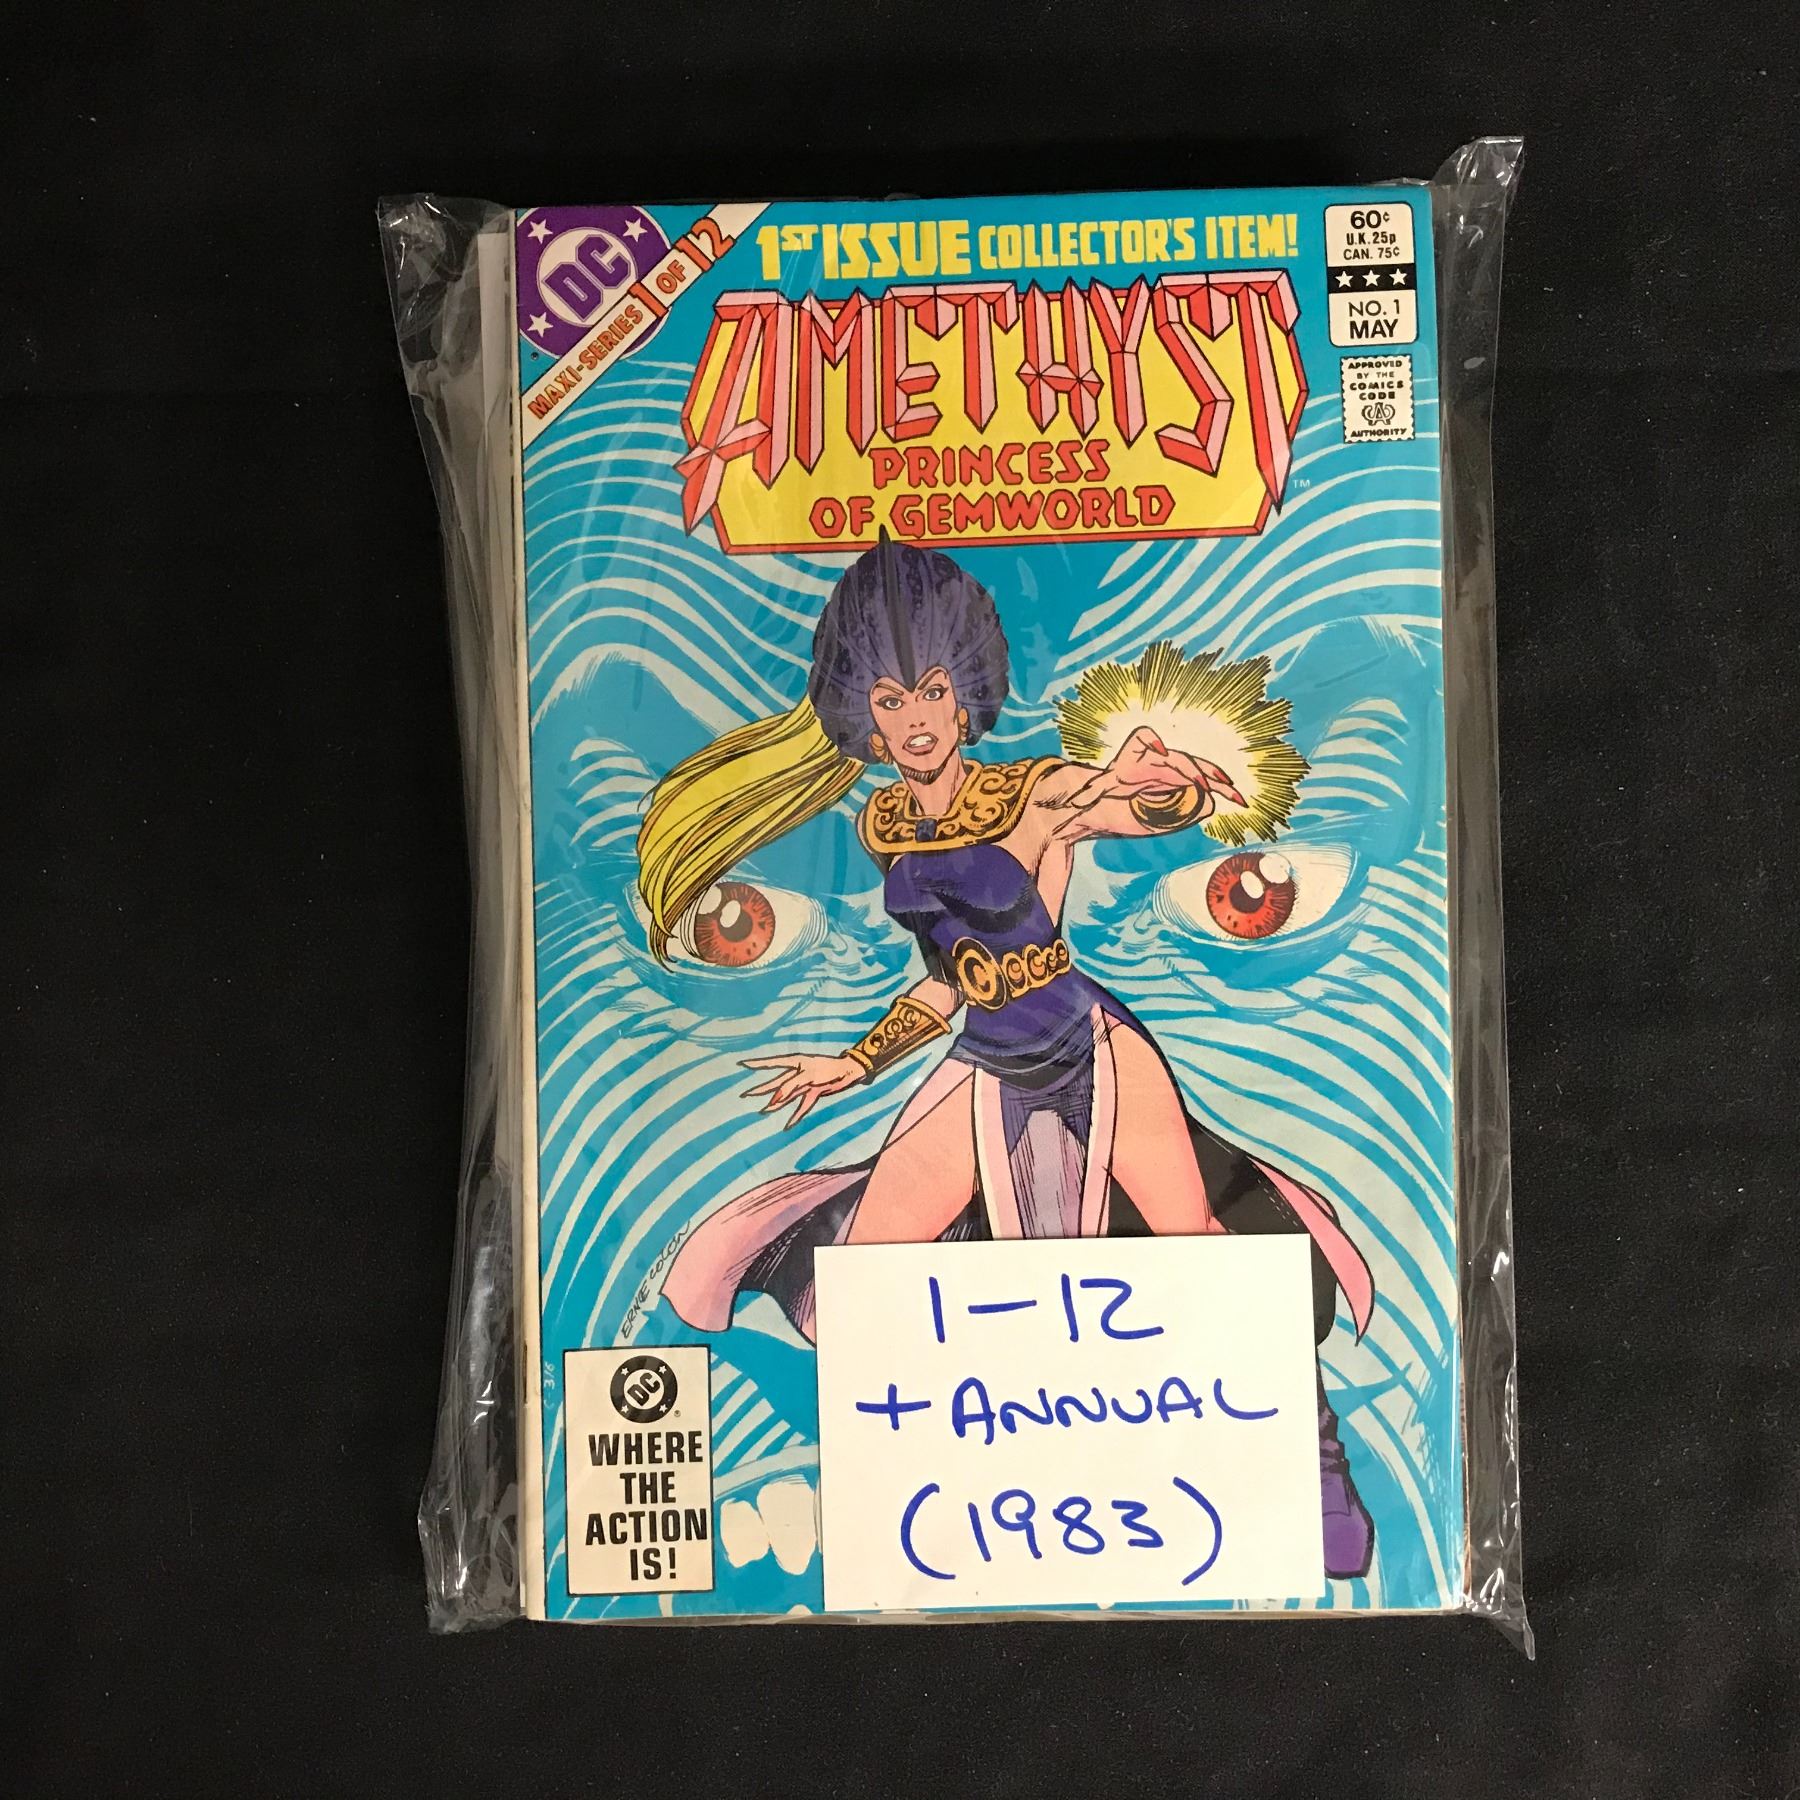 DC
MAXI-SERIES 1 OF 12
1ST ISSUE COLLECTOR'S ITEM!
AMETHYST
PRINCESS
OF GEMWORLD
TM
60¢
U.K. 25p
CAN. 75¢
NO. 1
MAY
APPROVED
BY THE
COMICS
CODE
A
AUTHORITY
ERNIE COLON
C-316
DC
WHERE
THE
ACTION
IS!
1-12
+ ANNUAL
(1983)